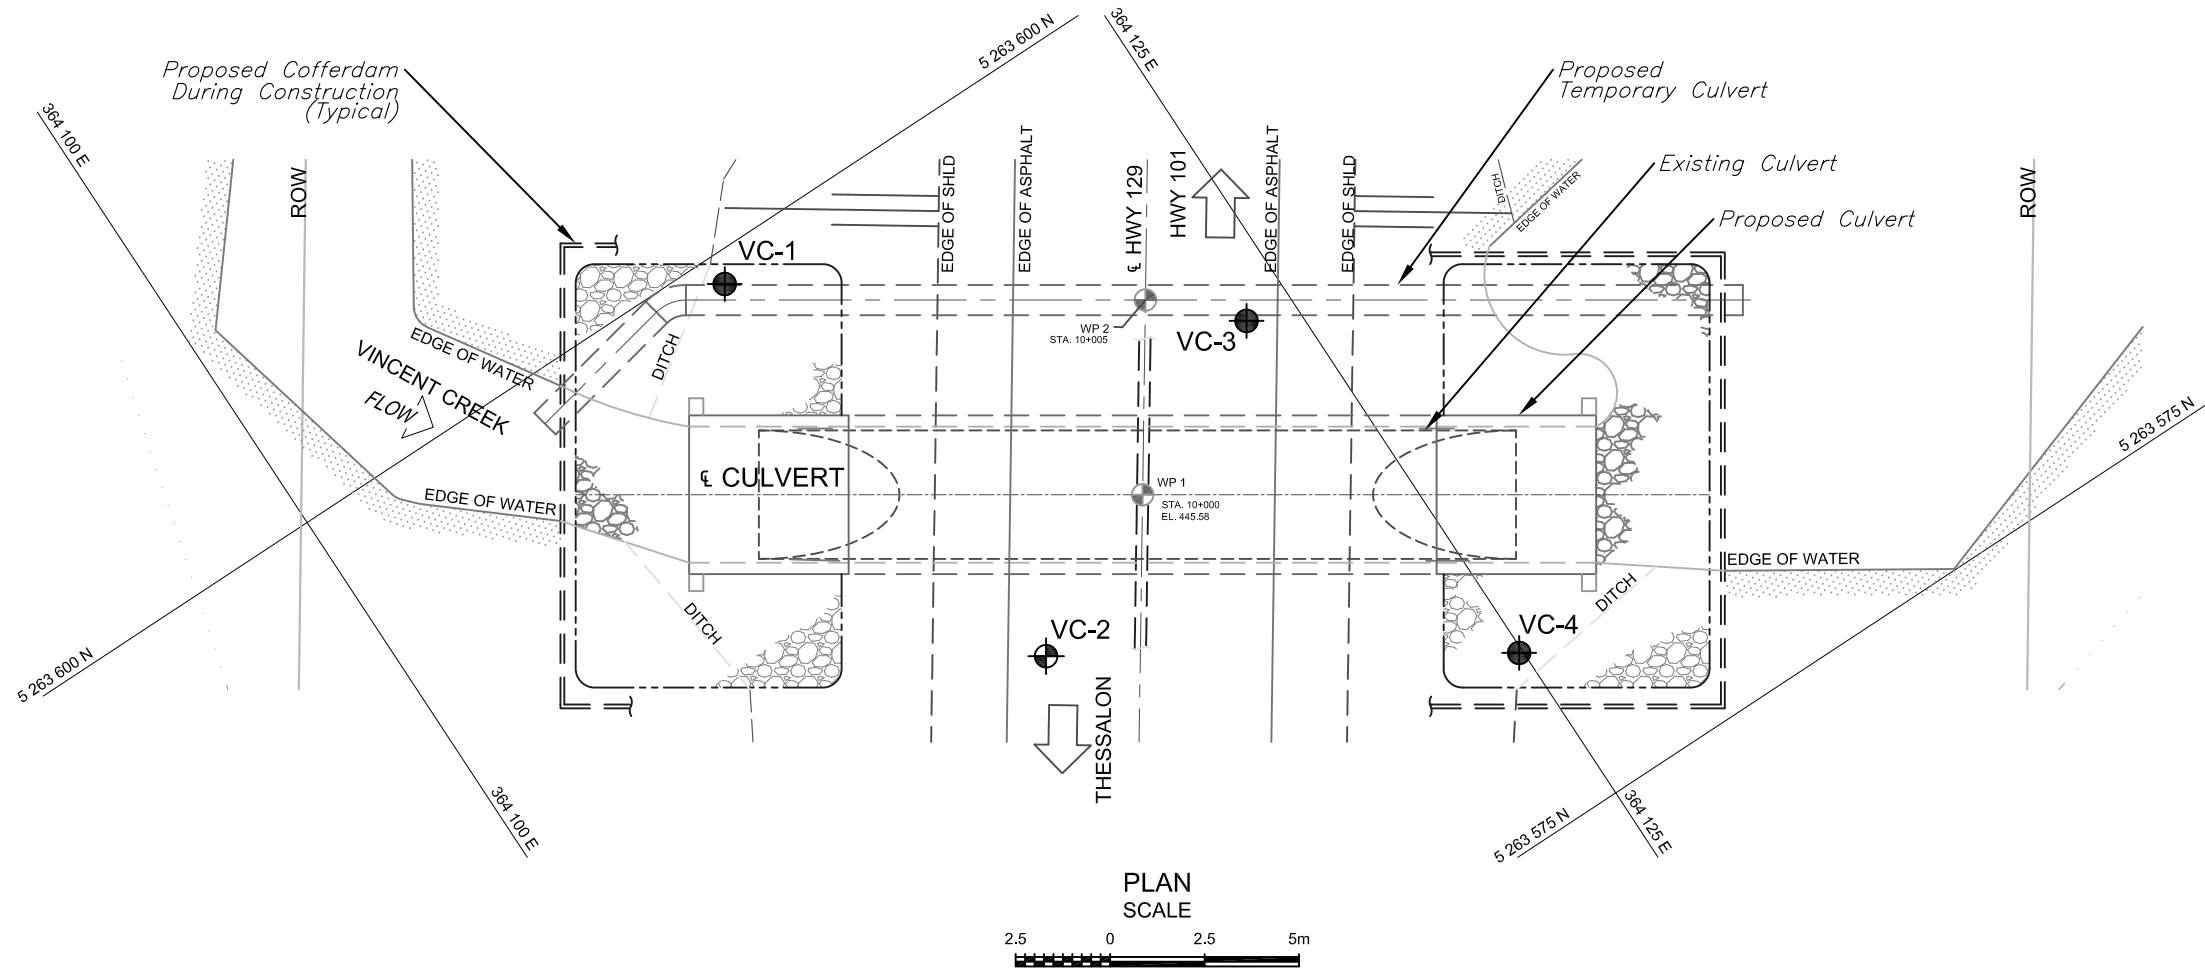 5 263 600 N
364 125 E
Proposed Cofferdam
During Construction
(Typical)
Proposed
Temporary Culvert
364 100 E
ROW
EDGE OF SHLD
EDGE OF ASPHALT
℄ HWY 129
HWY 101
EDGE OF ASPHALT
EDGE OF SHLD
DITCH
EDGE OF WATER
Existing Culvert
Proposed Culvert
ROW
VC-1
WP 2
STA. 10+005
VC-3
EDGE OF WATER
VINCENT CREEK
FLOW
DITCH
5 263 575 N
℄ CULVERT
WP 1
STA. 10+000
EL. 445.58
EDGE OF WATER
EDGE OF WATER
DITCH
DITCH
VC-2
VC-4
5 263 600 N
THESSALON
364 100 E
5 263 575 N
364 125 E
PLAN
SCALE
2.5 0 2.5 5m